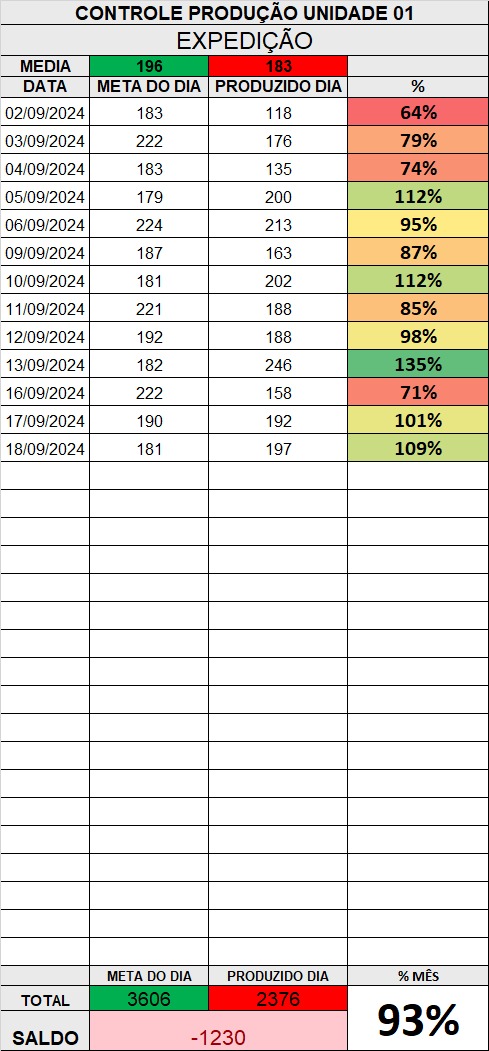 CONTROLE PRODUÇÃO UNIDADE 01
EXPEDIÇÃO
MEDIA 196 183
DATA META DO DIA PRODUZIDO DIA %
02/09/2024 183 118 64%
03/09/2024 222 176 79%
04/09/2024 183 135 74%
05/09/2024 179 200 112%
06/09/2024 224 213 95%
09/09/2024 187 163 87%
10/09/2024 181 202 112%
11/09/2024 221 188 85%
12/09/2024 192 188 98%
13/09/2024 182 246 135%
16/09/2024 222 158 71%
17/09/2024 190 192 101%
18/09/2024 181 197 109%
META DO DIA PRODUZIDO DIA % MÊS
TOTAL 3606 2376 93%
SALDO -1230